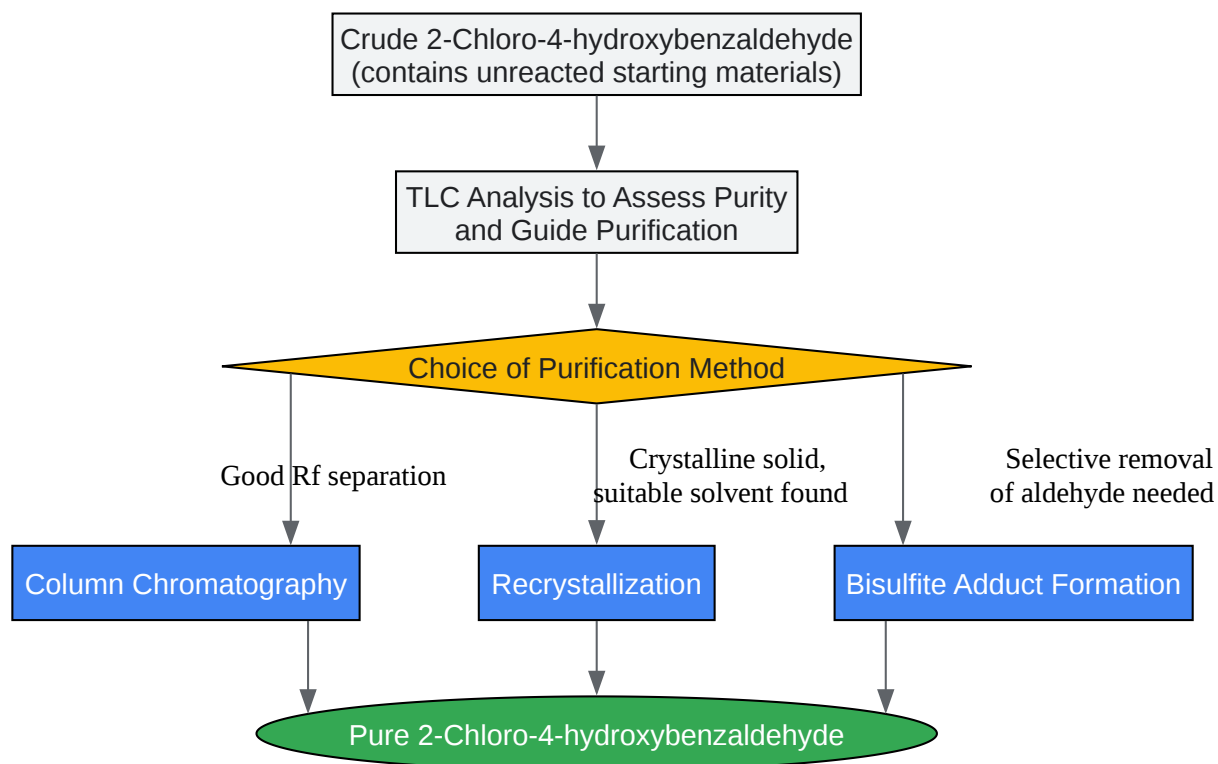 Crude 2-Chloro-4-hydroxybenzaldehyde
(contains unreacted starting materials)
TLC Analysis to Assess Purity
and Guide Purification
Choice of Purification Method
Good Rf separation
Crystalline solid,
suitable solvent found
Selective removal
of aldehyde needed
Column Chromatography
Recrystallization
Bisulfite Adduct Formation
Pure 2-Chloro-4-hydroxybenzaldehyde